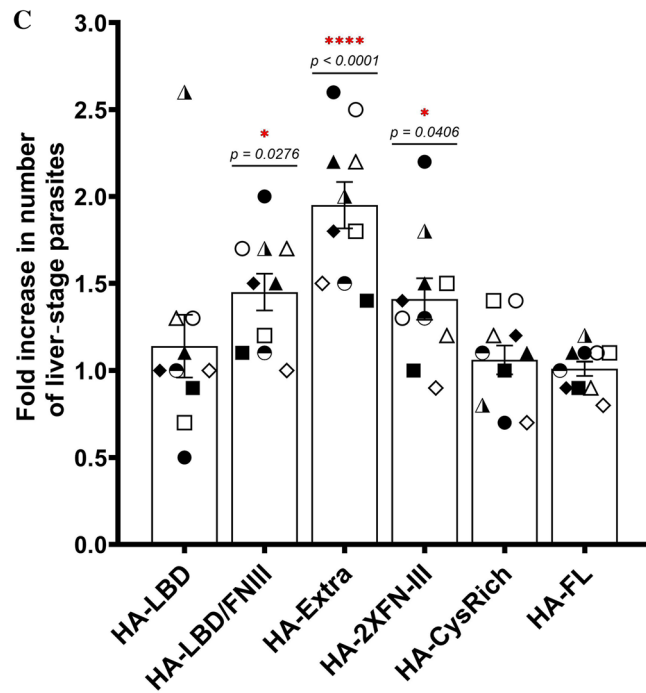 C
Fold increase in number
of liver-stage parasites
3.0
2.5
2.0
1.5
1.0
0.5
0.0
*
p = 0.0276
****
p < 0.0001
*
p = 0.0406
HA-LBD
HA-LBD/FNIII
HA-Extra
HA-2XFN-III
HA-CysRich
HA-FL